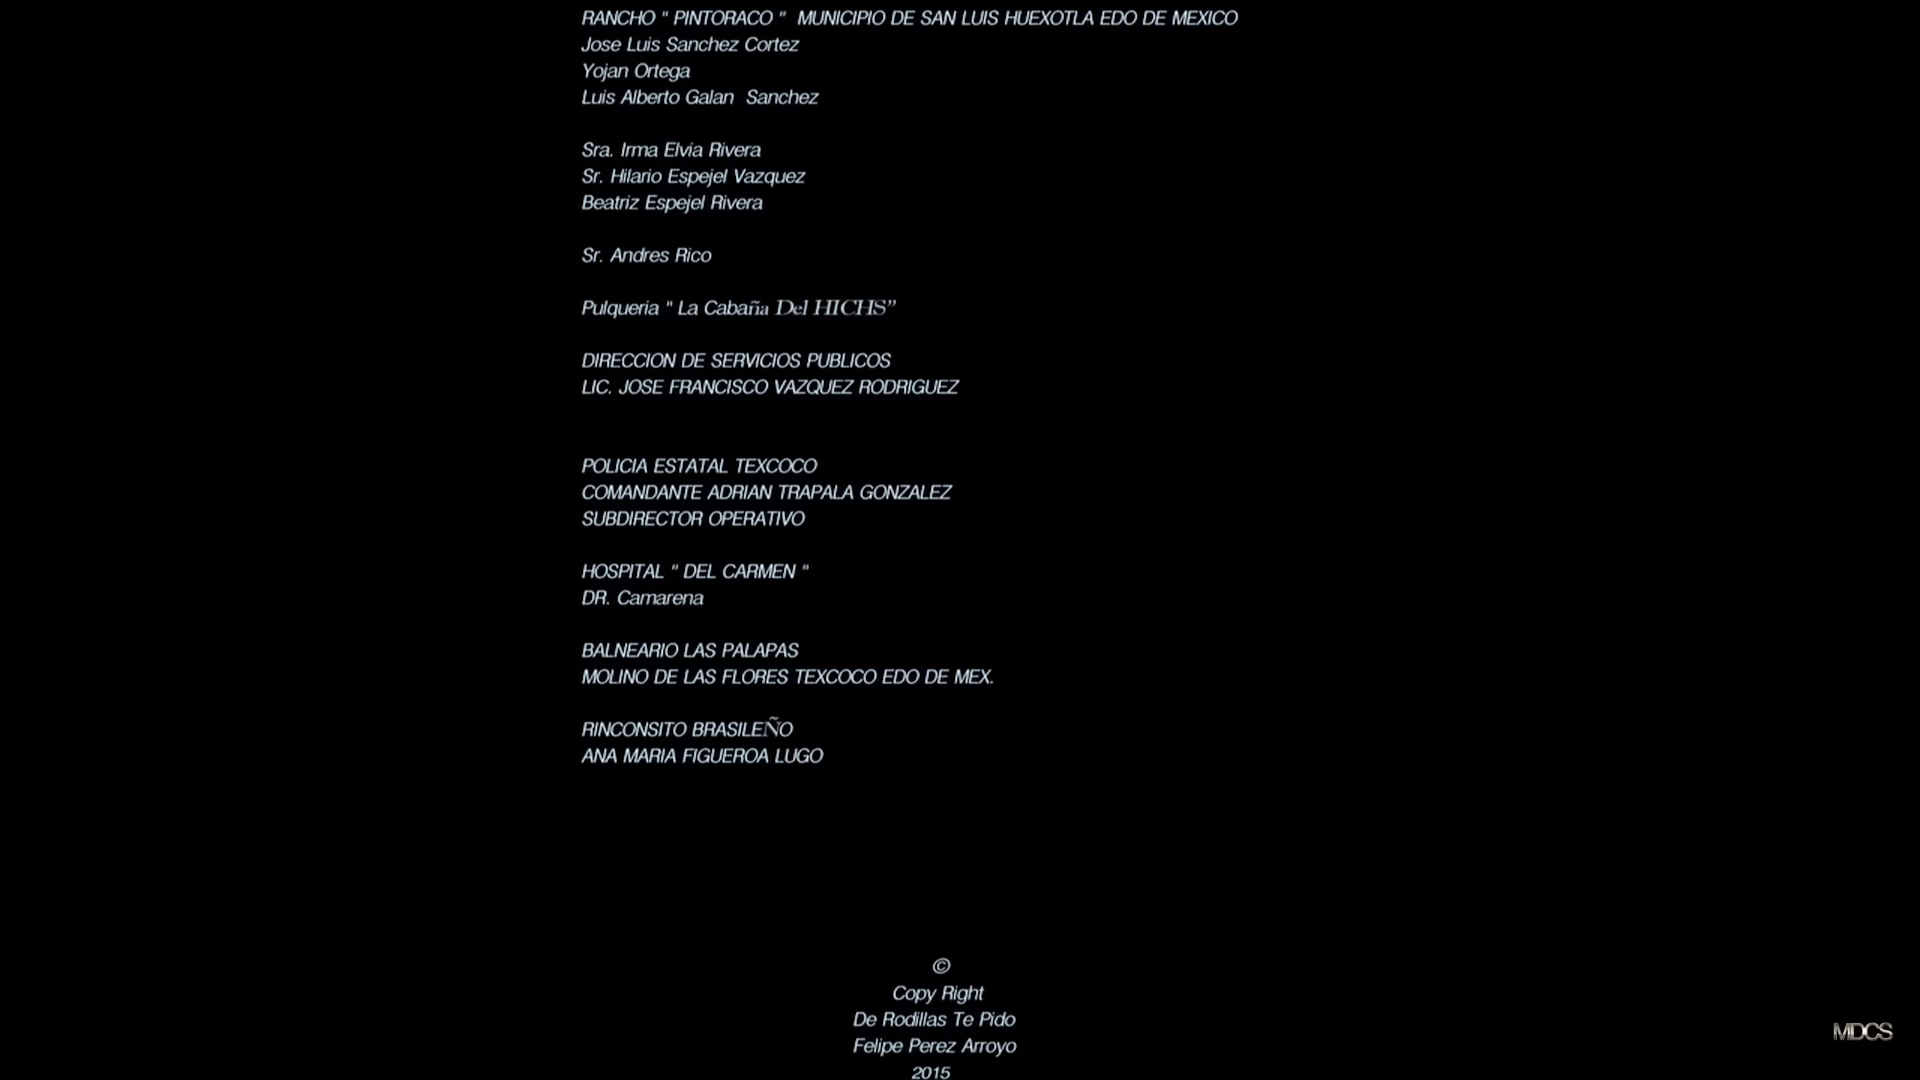 RANCHO " PINTORACO "  MUNICIPIO DE SAN LUIS HUEXOTLA EDO DE MEXICO
Jose Luis Sanchez Cortez
Yojan Ortega
Luis Alberto Galan  Sanchez
Sra. Irma Elvia Rivera
Sr. Hilario Espejel Vazquez
Beatriz Espejel Rivera
Sr. Andres Rico
Pulqueria " La Cabaña Del HICHS”
DIRECCION DE SERVICIOS PUBLICOS
LIC. JOSE FRANCISCO VAZQUEZ RODRIGUEZ
POLICIA ESTATAL TEXCOCO
COMANDANTE ADRIAN TRAPALA GONZALEZ
SUBDIRECTOR OPERATIVO
HOSPITAL " DEL CARMEN "
DR. Camarena
BALNEARIO LAS PALAPAS
MOLINO DE LAS FLORES TEXCOCO EDO DE MEX.
RINCONSITO BRASILEÑO
ANA MARIA FIGUEROA LUGO
©
Copy Right
De Rodillas Te Pido
Felipe Perez Arroyo
2015
MDCS